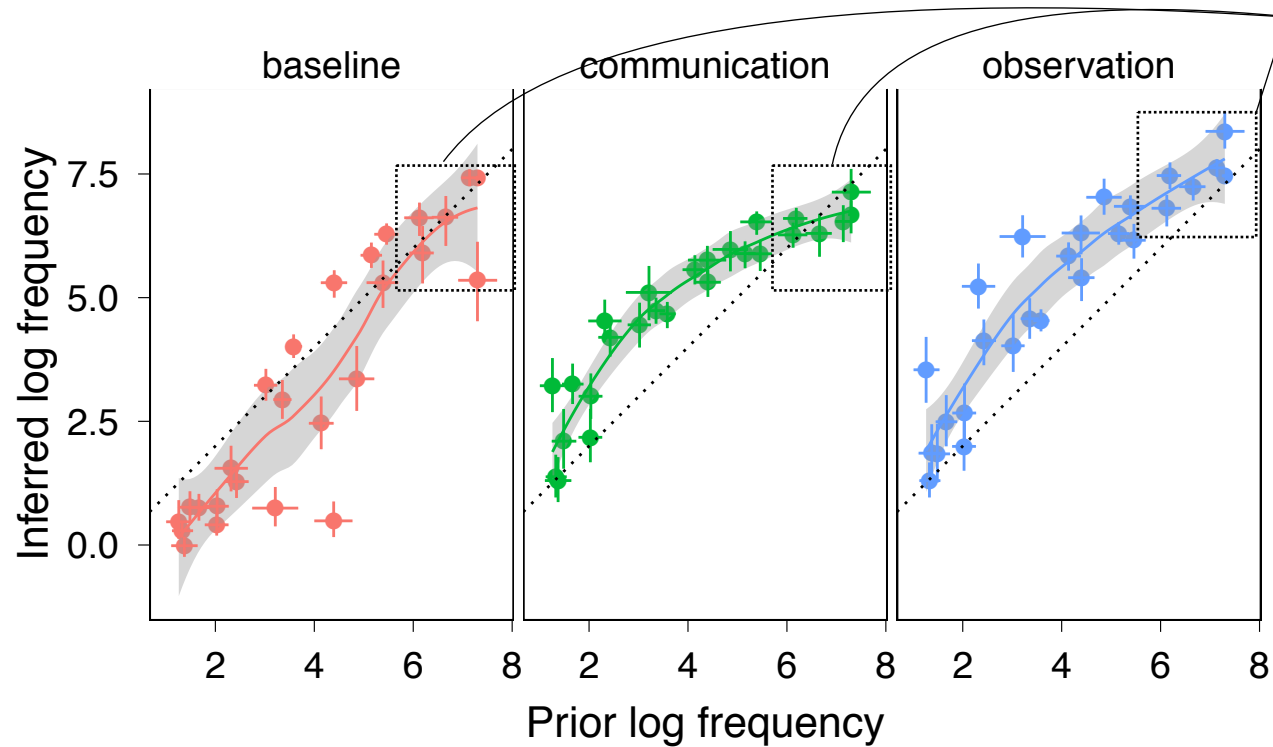 baseline
communication
observation
Inferred log frequency
7.5
5.0
2.5
0.0
2 4 6 8
2 4 6 8
2 4 6 8
Prior log frequency